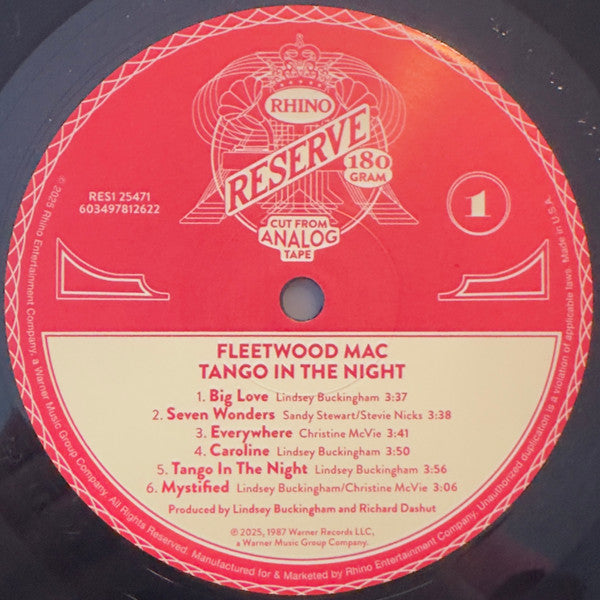 RHINO
RESERVE
180
GRAM
CUT FROM
ANALOG
TAPE
RES1 25471
603497812622
1
FLEETWOOD MAC
TANGO IN THE NIGHT
1. Big Love Lindsey Buckingham 3:37
2. Seven Wonders Sandy Stewart/Stevie Nicks 3:38
3. Everywhere Christine McVie 3:41
4. Caroline Lindsey Buckingham 3:50
5. Tango In The Night Lindsey Buckingham 3:56
6. Mystified Lindsey Buckingham/Christine McVie 3:06
Produced by Lindsey Buckingham and Richard Dashut
℗ 2025, 1987 Warner Records LLC,
a Warner Music Group Company.
© 2025 Rhino Entertainment Company, a Warner Music Group Company. All Rights Reserved. Manufactured for & Marketed by Rhino Entertainment Company. Unauthorized duplication is a violation of applicable laws. Made in U.S.A.